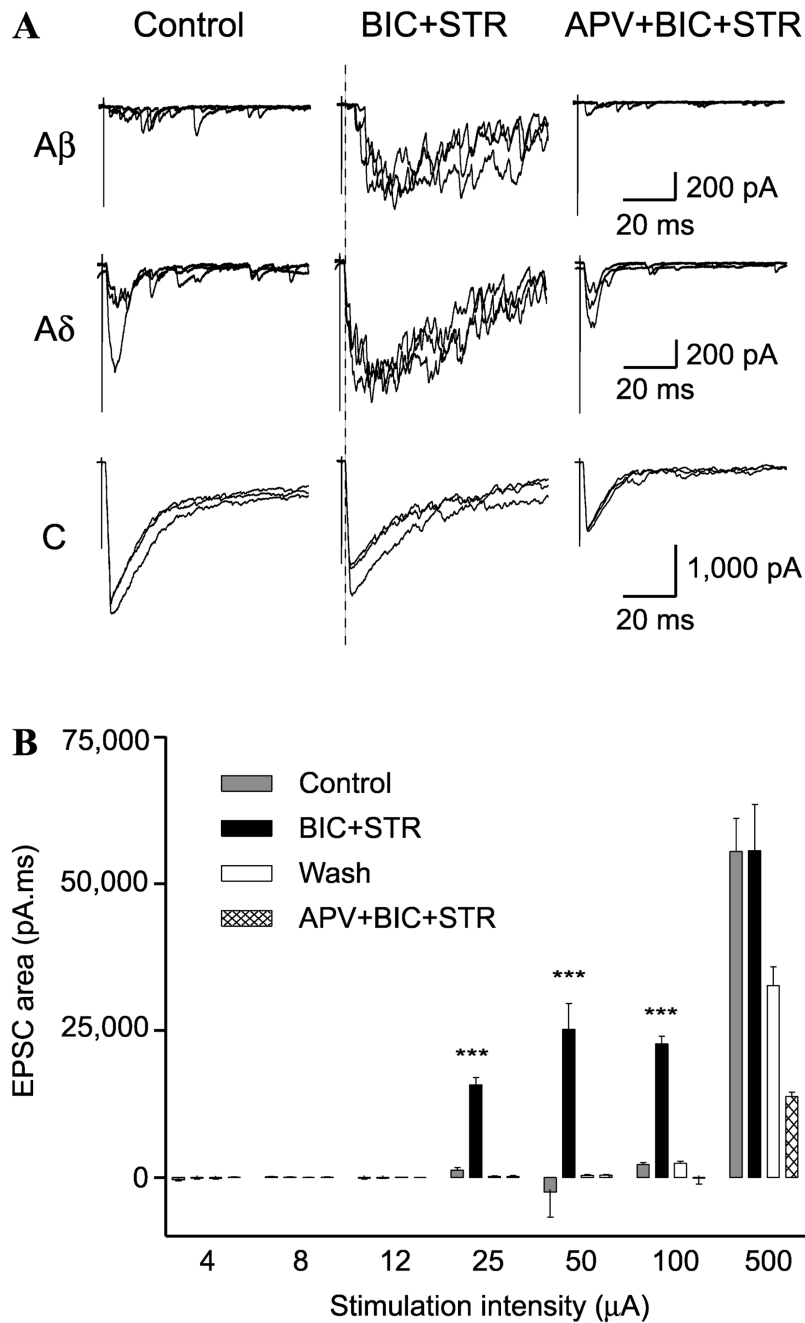 A
Control
BIC+STR
APV+BIC+STR
Aβ
200 pA
20 ms
Aδ
200 pA
20 ms
C
1,000 pA
20 ms
B
75,000
50,000
25,000
0
EPSC area (pA.ms)
Control
BIC+STR
Wash
APV+BIC+STR
***
***
***
4
8
12
25
50
100
500
Stimulation intensity (μA)